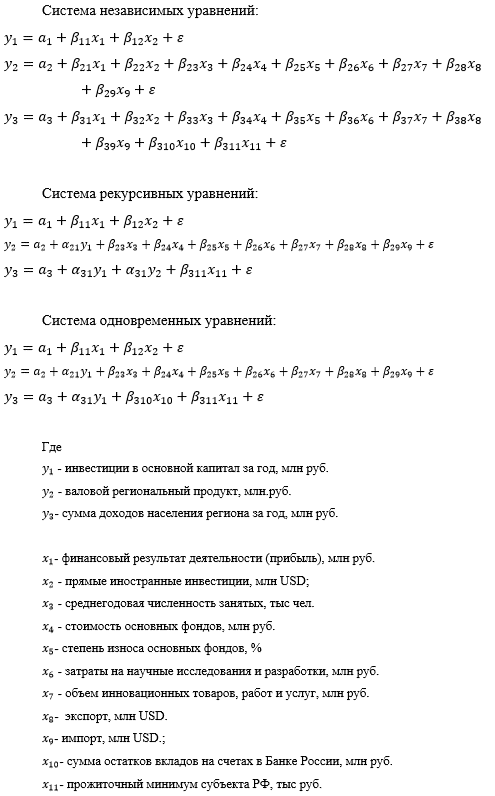 Система независимых уравнений:
y₁ = a₁ + β₁₁x₁ + β₁₂x₂ + ε
y₂ = a₂ + β₂₁x₁ + β₂₂x₂ + β₂₃x₃ + β₂₄x₄ + β₂₅x₅ + β₂₆x₆ + β₂₇x₇ + β₂₈x₈
+ β₂₉x₉ + ε
y₃ = a₃ + β₃₁x₁ + β₃₂x₂ + β₃₃x₃ + β₃₄x₄ + β₃₅x₅ + β₃₆x₆ + β₃₇x₇ + β₃₈x₈
+ β₃₉x₉ + β₃₁₀x₁₀ + β₃₁₁x₁₁ + ε
Система рекурсивных уравнений:
y₁ = a₁ + β₁₁x₁ + β₁₂x₂ + ε
y₂ = a₂ + α₂₁y₁ + β₂₃x₃ + β₂₄x₄ + β₂₅x₅ + β₂₆x₆ + β₂₇x₇ + β₂₈x₈ + β₂₉x₉ + ε
y₃ = a₃ + α₃₁y₁ + α₃₁y₂ + β₃₁₁x₁₁ + ε
Система одновременных уравнений:
y₁ = a₁ + β₁₁x₁ + β₁₂x₂ + ε
y₂ = a₂ + α₂₁y₁ + β₂₃x₃ + β₂₄x₄ + β₂₅x₅ + β₂₆x₆ + β₂₇x₇ + β₂₈x₈ + β₂₉x₉ + ε
y₃ = a₃ + α₃₁y₁ + β₃₁₀x₁₀ + β₃₁₁x₁₁ + ε
Где
y₁ - инвестиции в основной капитал за год, млн руб.
y₂ - валовой региональный продукт, млн.руб.
y₃- сумма доходов населения региона за год, млн руб.
x₁- финансовый результат деятельности (прибыль), млн руб.
x₂ - прямые иностранные инвестиции, млн USD;
x₃ - среднегодовая численность занятых, тыс чел.
x₄ - стоимость основных фондов, млн руб.
x₅- степень износа основных фондов, %
x₆ - затраты на научные исследования и разработки, млн руб.
x₇ - объем инновационных товаров, работ и услуг, млн руб.
x₈- экспорт, млн USD.
x₉- импорт, млн USD.;
x₁₀- сумма остатков вкладов на счетах в Банке России, млн руб.
x₁₁- прожиточный минимум субъекта РФ, тыс руб.